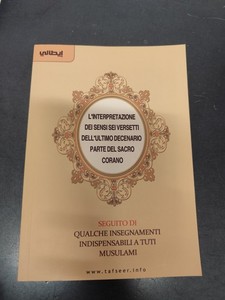 إيطالي
L'INTERPRETAZIONE
DEI SENSI SEI VERSETTI
DELL'ULTIMO DECENARIO
PARTE DEL SACRO
CORANO
SEGUITO DI
QUALCHE INSEGNAMENTI
INDISPENSABILI A TUTI
MUSULAMI
www.tafseer.info